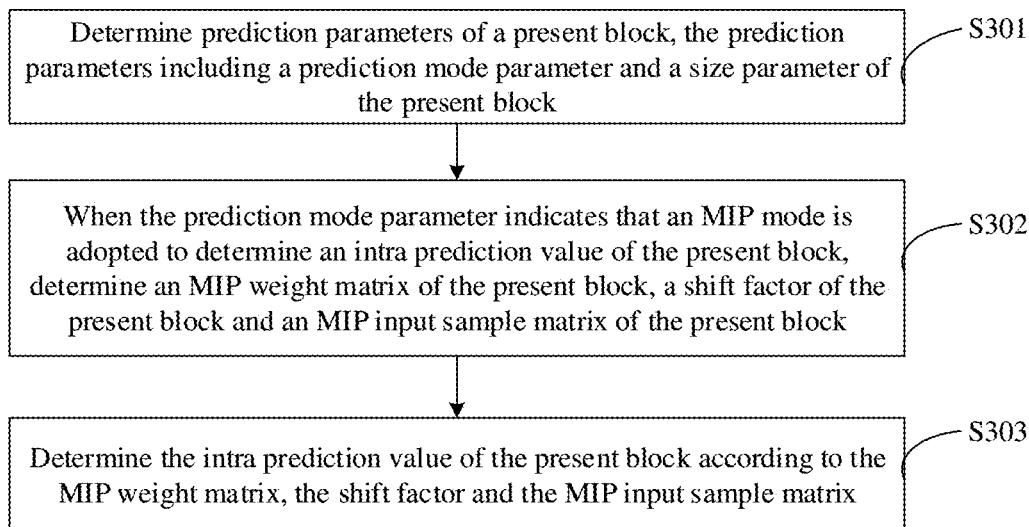 Determine prediction parameters of a present block, the prediction
parameters including a prediction mode parameter and a size parameter of
the present block
S301
When the prediction mode parameter indicates that an MIP mode is
adopted to determine an intra prediction value of the present block,
determine an MIP weight matrix of the present block, a shift factor of the
present block and an MIP input sample matrix of the present block
S302
Determine the intra prediction value of the present block according to the
MIP weight matrix, the shift factor and the MIP input sample matrix
S303